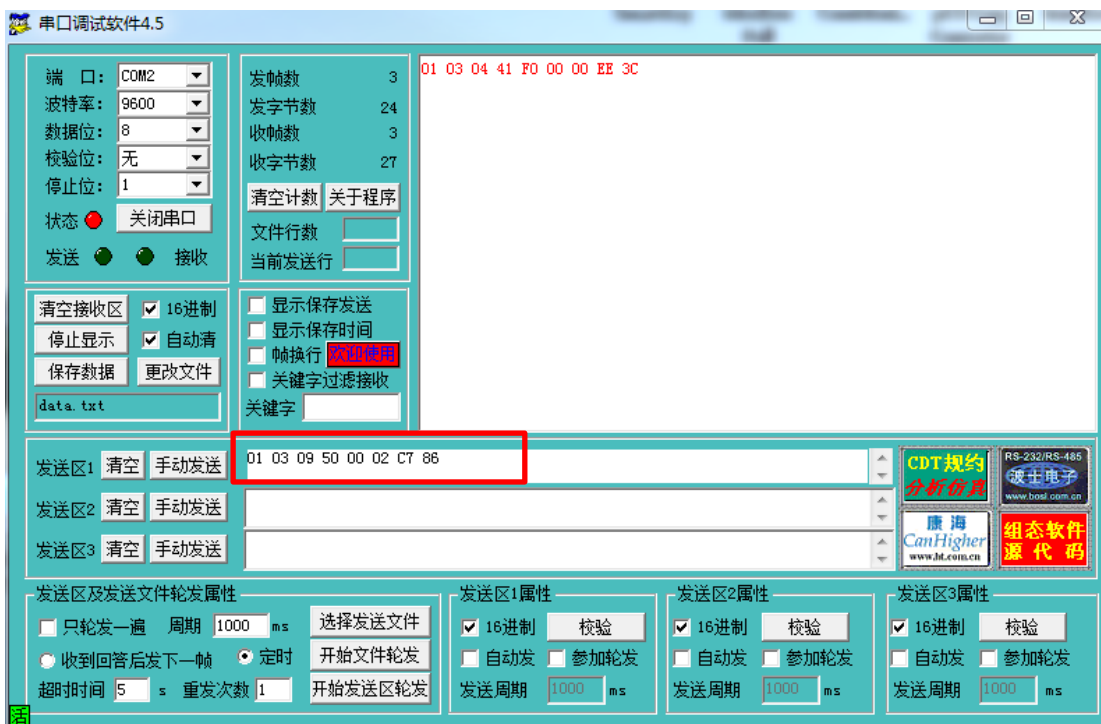 串口调试软件4.5
端 口: COM2
波特率: 9600
数据位: 8
校验位: 无
停止位: 1
状态 关闭串口
发送 接收
发帧数 3
发字节数 24
收帧数 3
收字节数 27
清空计数 关于程序
文件行数
当前发送行
01 03 04 41 F0 00 00 EE 3C
清空接收区 16进制
停止显示 自动清
保存数据 更改文件
data.txt
显示保存发送
显示保存时间
帧换行 欢迎使用
关键字过滤接收
关键字
发送区1 清空 手动发送 01 03 09 50 00 02 C7 86
发送区2 清空 手动发送
发送区3 清空 手动发送
CDT规约
分析仿真
RS-232/RS-485
波士电子
www.bosi.com.cn
康海
CanHigher
www.ht.com.cn
组态软件
源代码
发送区及发送文件轮发属性
只轮发一遍 周期 1000 ms 选择发送文件
收到回答后发下一帧 定时 开始文件轮发
超时时间 5 s 重发次数 1 开始发送区轮发
发送区1属性
16进制 校验
自动发 参加轮发
发送周期 1000 ms
发送区2属性
16进制 校验
自动发 参加轮发
发送周期 1000 ms
发送区3属性
16进制 校验
自动发 参加轮发
发送周期 1000 ms
活